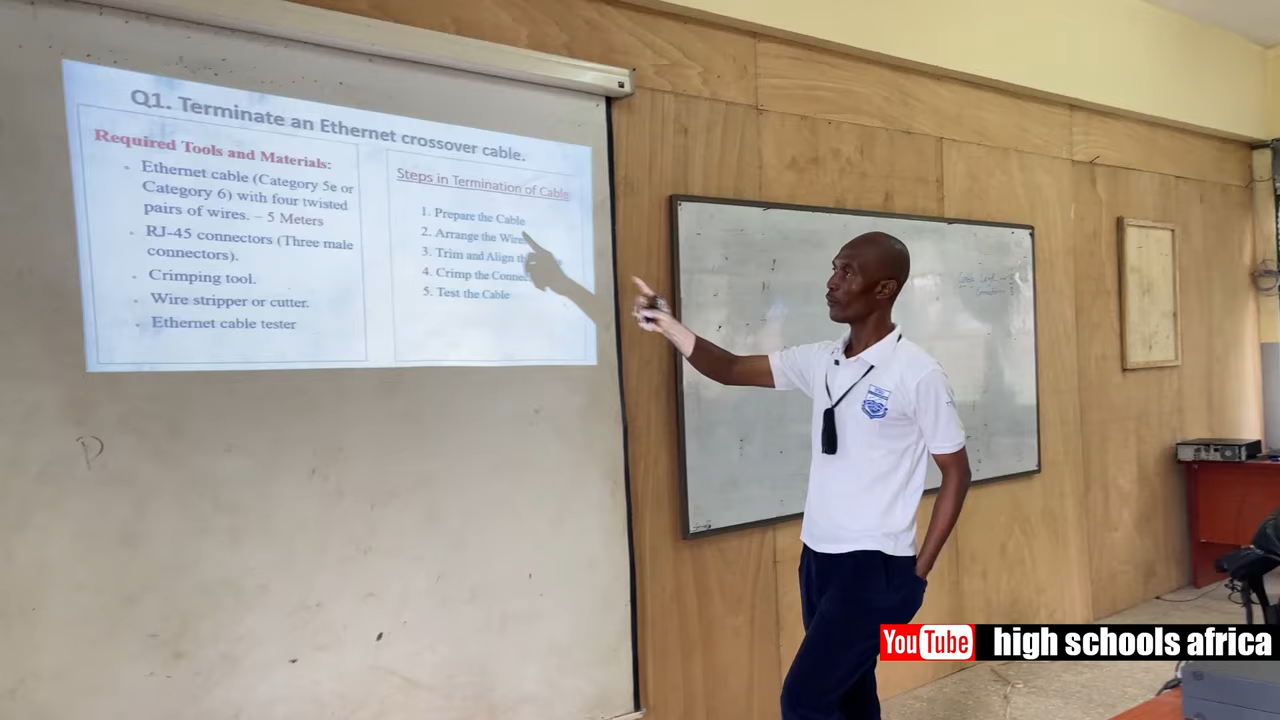 Q1. Terminate an Ethernet crossover cable.
Required Tools and Materials:
Ethernet cable (Category 5e or
Category 6) with four twisted
pairs of wires. – 5 Meters
RJ-45 connectors (Three male
connectors).
Crimping tool.
Wire stripper or cutter.
Ethernet cable tester
Steps in Termination of Cable
1. Prepare the Cable
2. Arrange the Wires
3. Trim and Align
4. Crimp the
5. Test the Cable
P
YouTube high schools africa